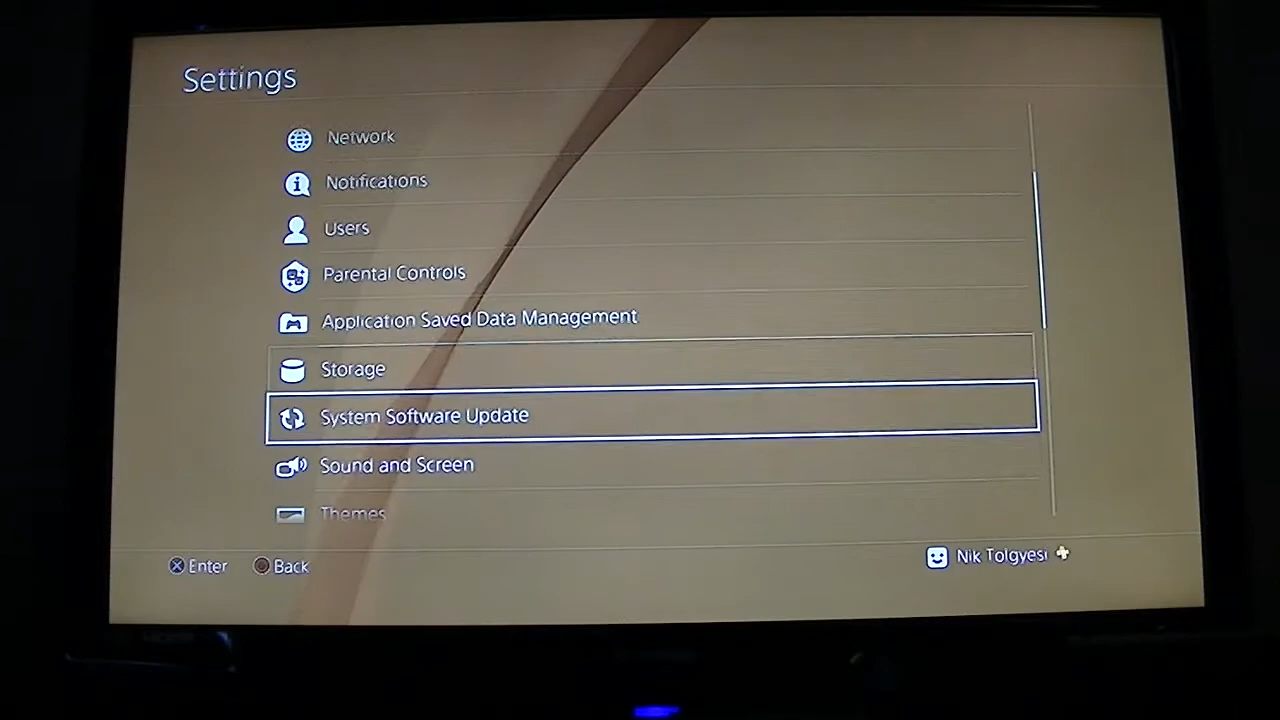 Settings
Network
Notifications
Users
Parental Controls
Application Saved Data Management
Storage
System Software Update
Sound and Screen
Themes
Enter Back
Nik Tolgyesi